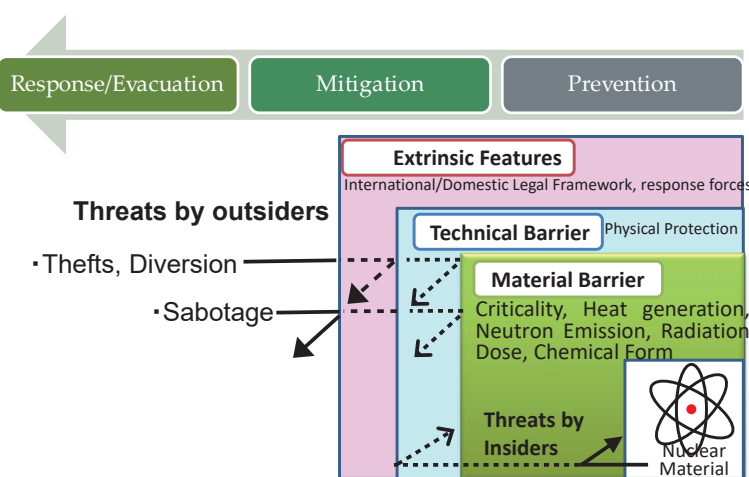 Response/Evacuation
Mitigation
Prevention
Extrinsic Features
International/Domestic Legal Framework, response forces
Threats by outsiders
Technical Barrier
Physical Protection
・Thefts, Diversion
Material Barrier
・Sabotage
Criticality, Heat generation,
Neutron Emission, Radiation
Dose, Chemical Form
Threats by
Insiders
Nuclear
Material